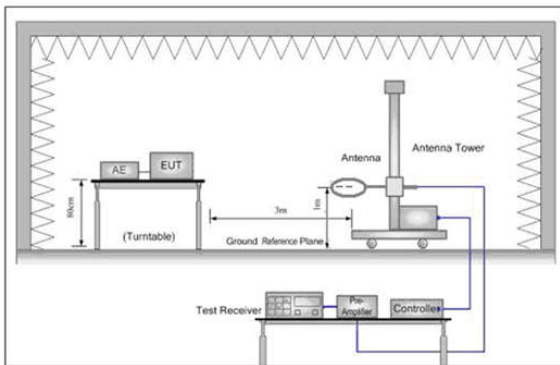 Antenna Tower
Antenna
AE
EUT
80cm
1m
3m
(Turntable)
Ground Reference Plane
Test Receiver
Pre-
Amplifier
Controller